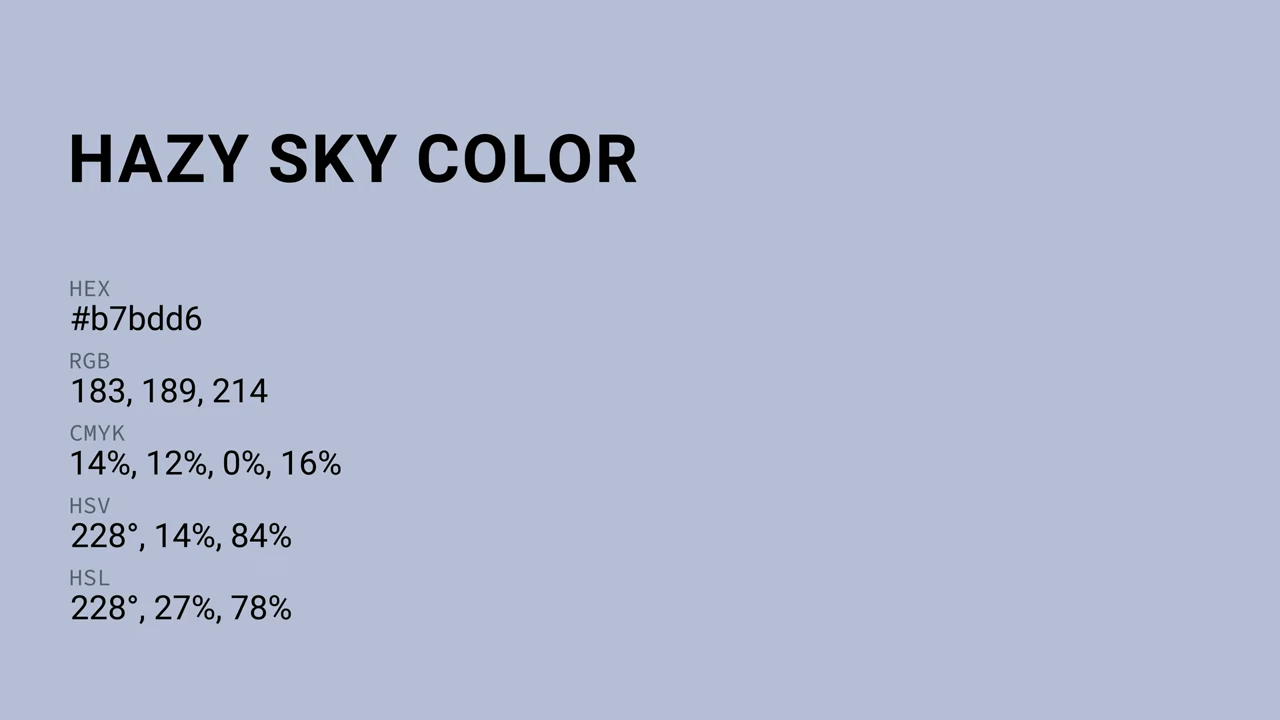 HAZY SKY COLOR
HEX
#b7bdd6
RGB
183, 189, 214
CMYK
14%, 12%, 0%, 16%
HSV
228°, 14%, 84%
HSL
228°, 27%, 78%